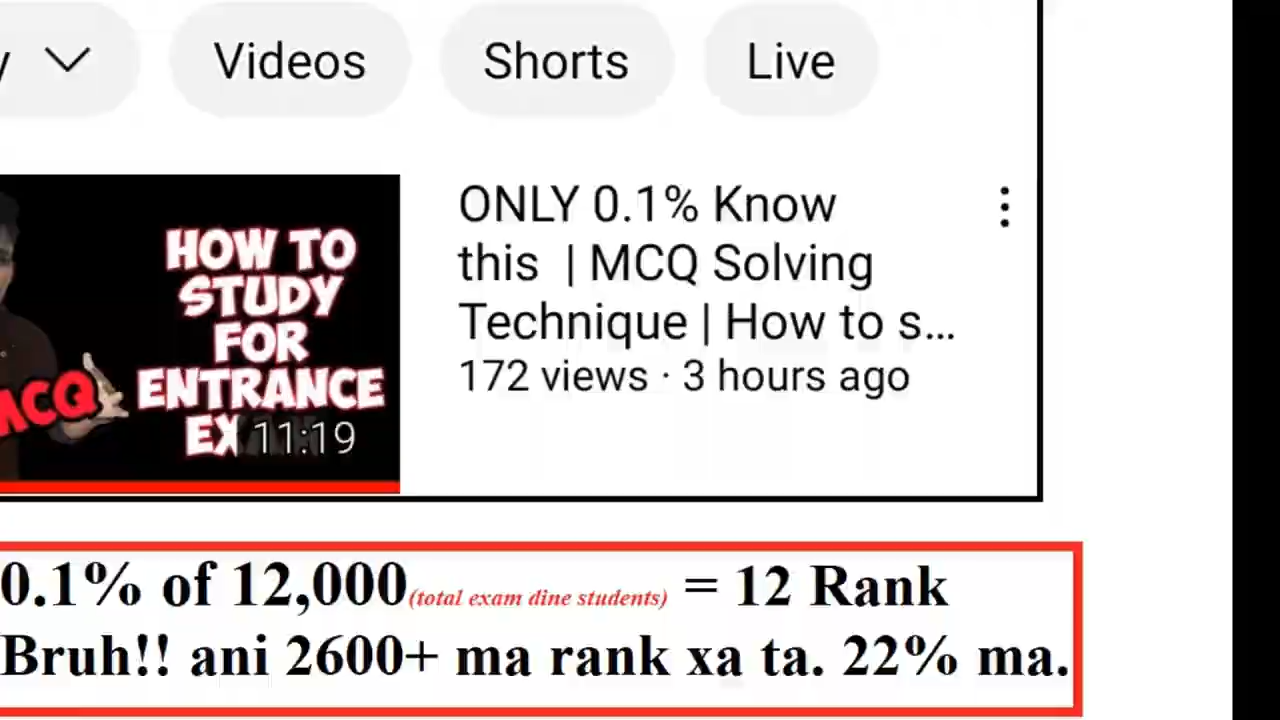 Videos Shorts Live
HOW TO
STUDY
FOR
ENTRANCE
MCQ
EX 11:19
ONLY 0.1% Know
this | MCQ Solving
Technique | How to s...
172 views · 3 hours ago
0.1% of 12,000(total exam dine students) = 12 Rank
Bruh!! ani 2600+ ma rank xa ta. 22% ma.